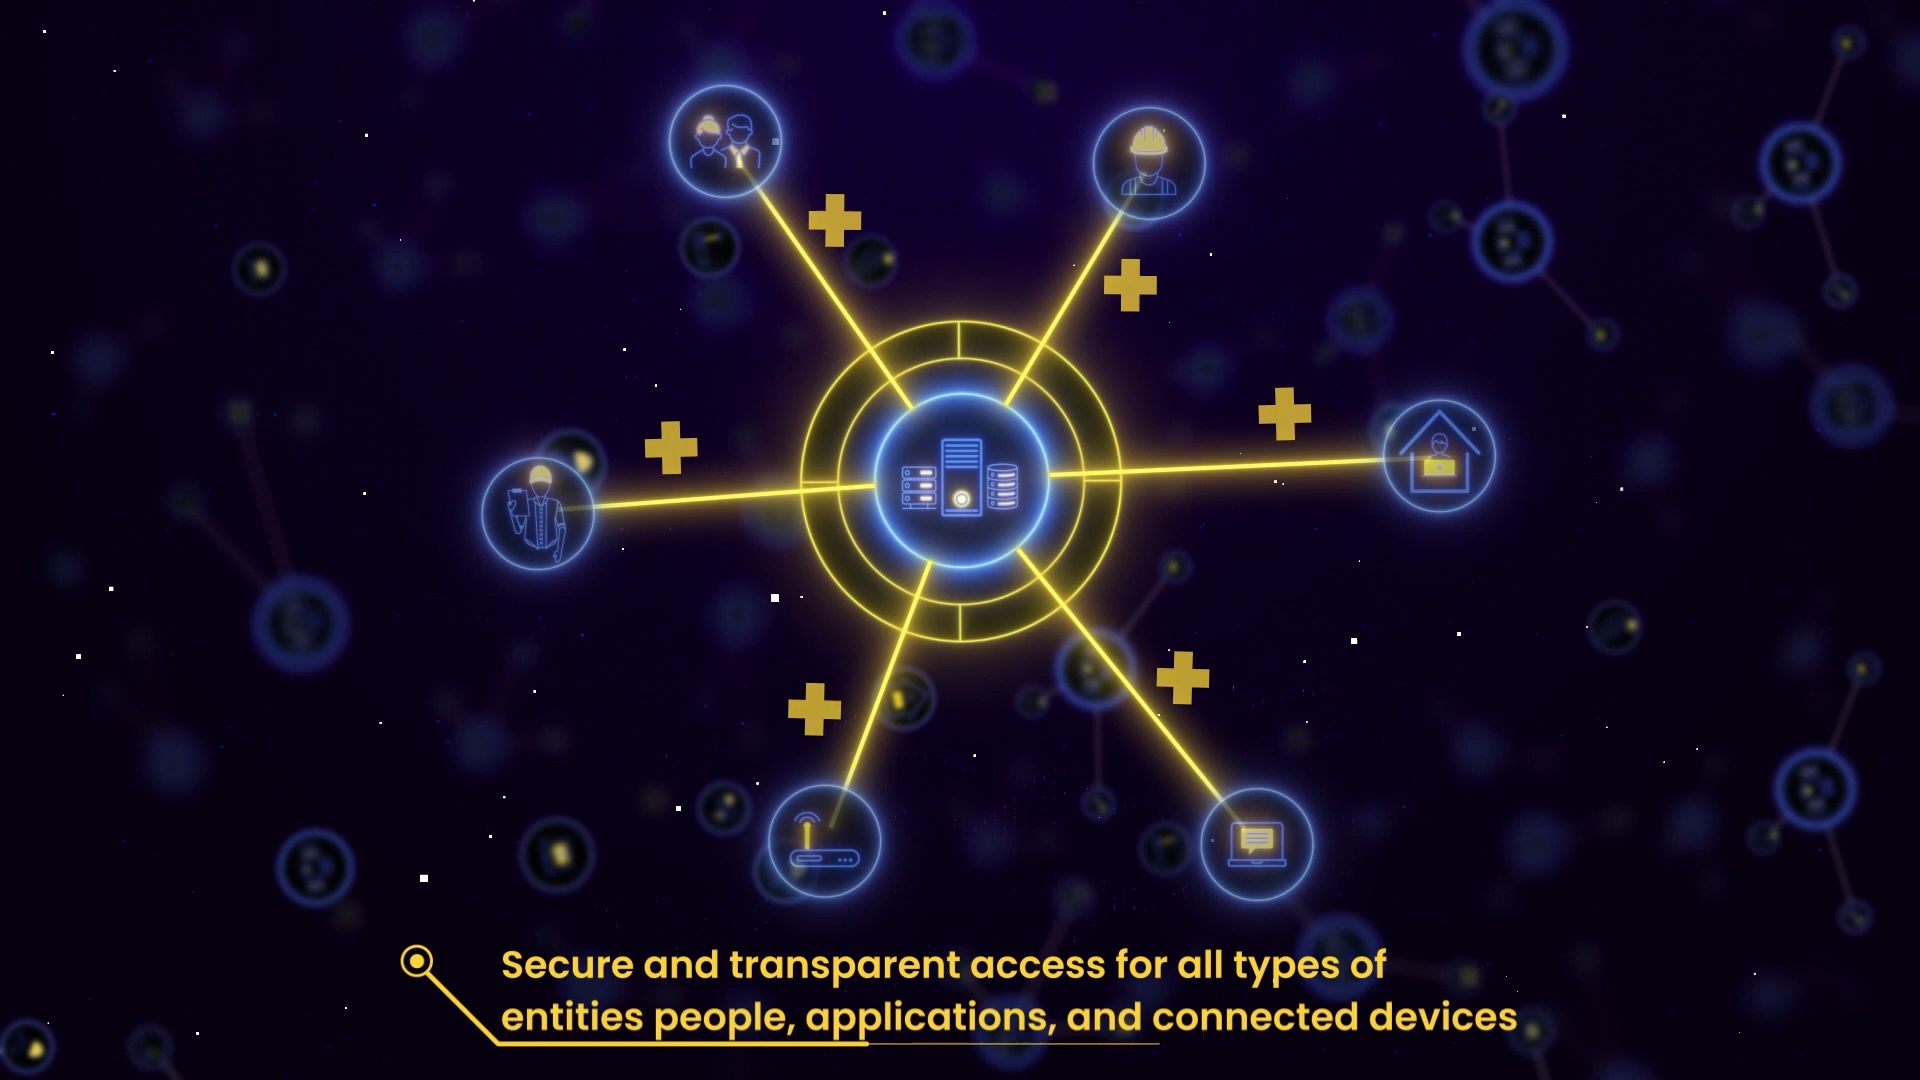 Secure and transparent access for all types of
entities people, applications, and connected devices